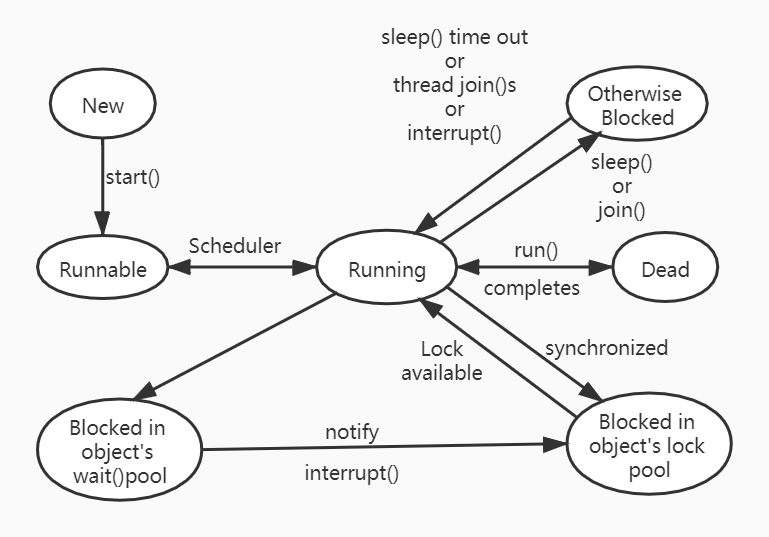 sleep() time out
or
thread join()s
or
interrupt()
New
Otherwise
Blocked
start()
sleep()
or
join()
Scheduler
run()
Runnable
Running
Dead
completes
Lock
available
synchronized
Blocked in
object's
wait()pool
notify
interrupt()
Blocked in
object's lock
pool